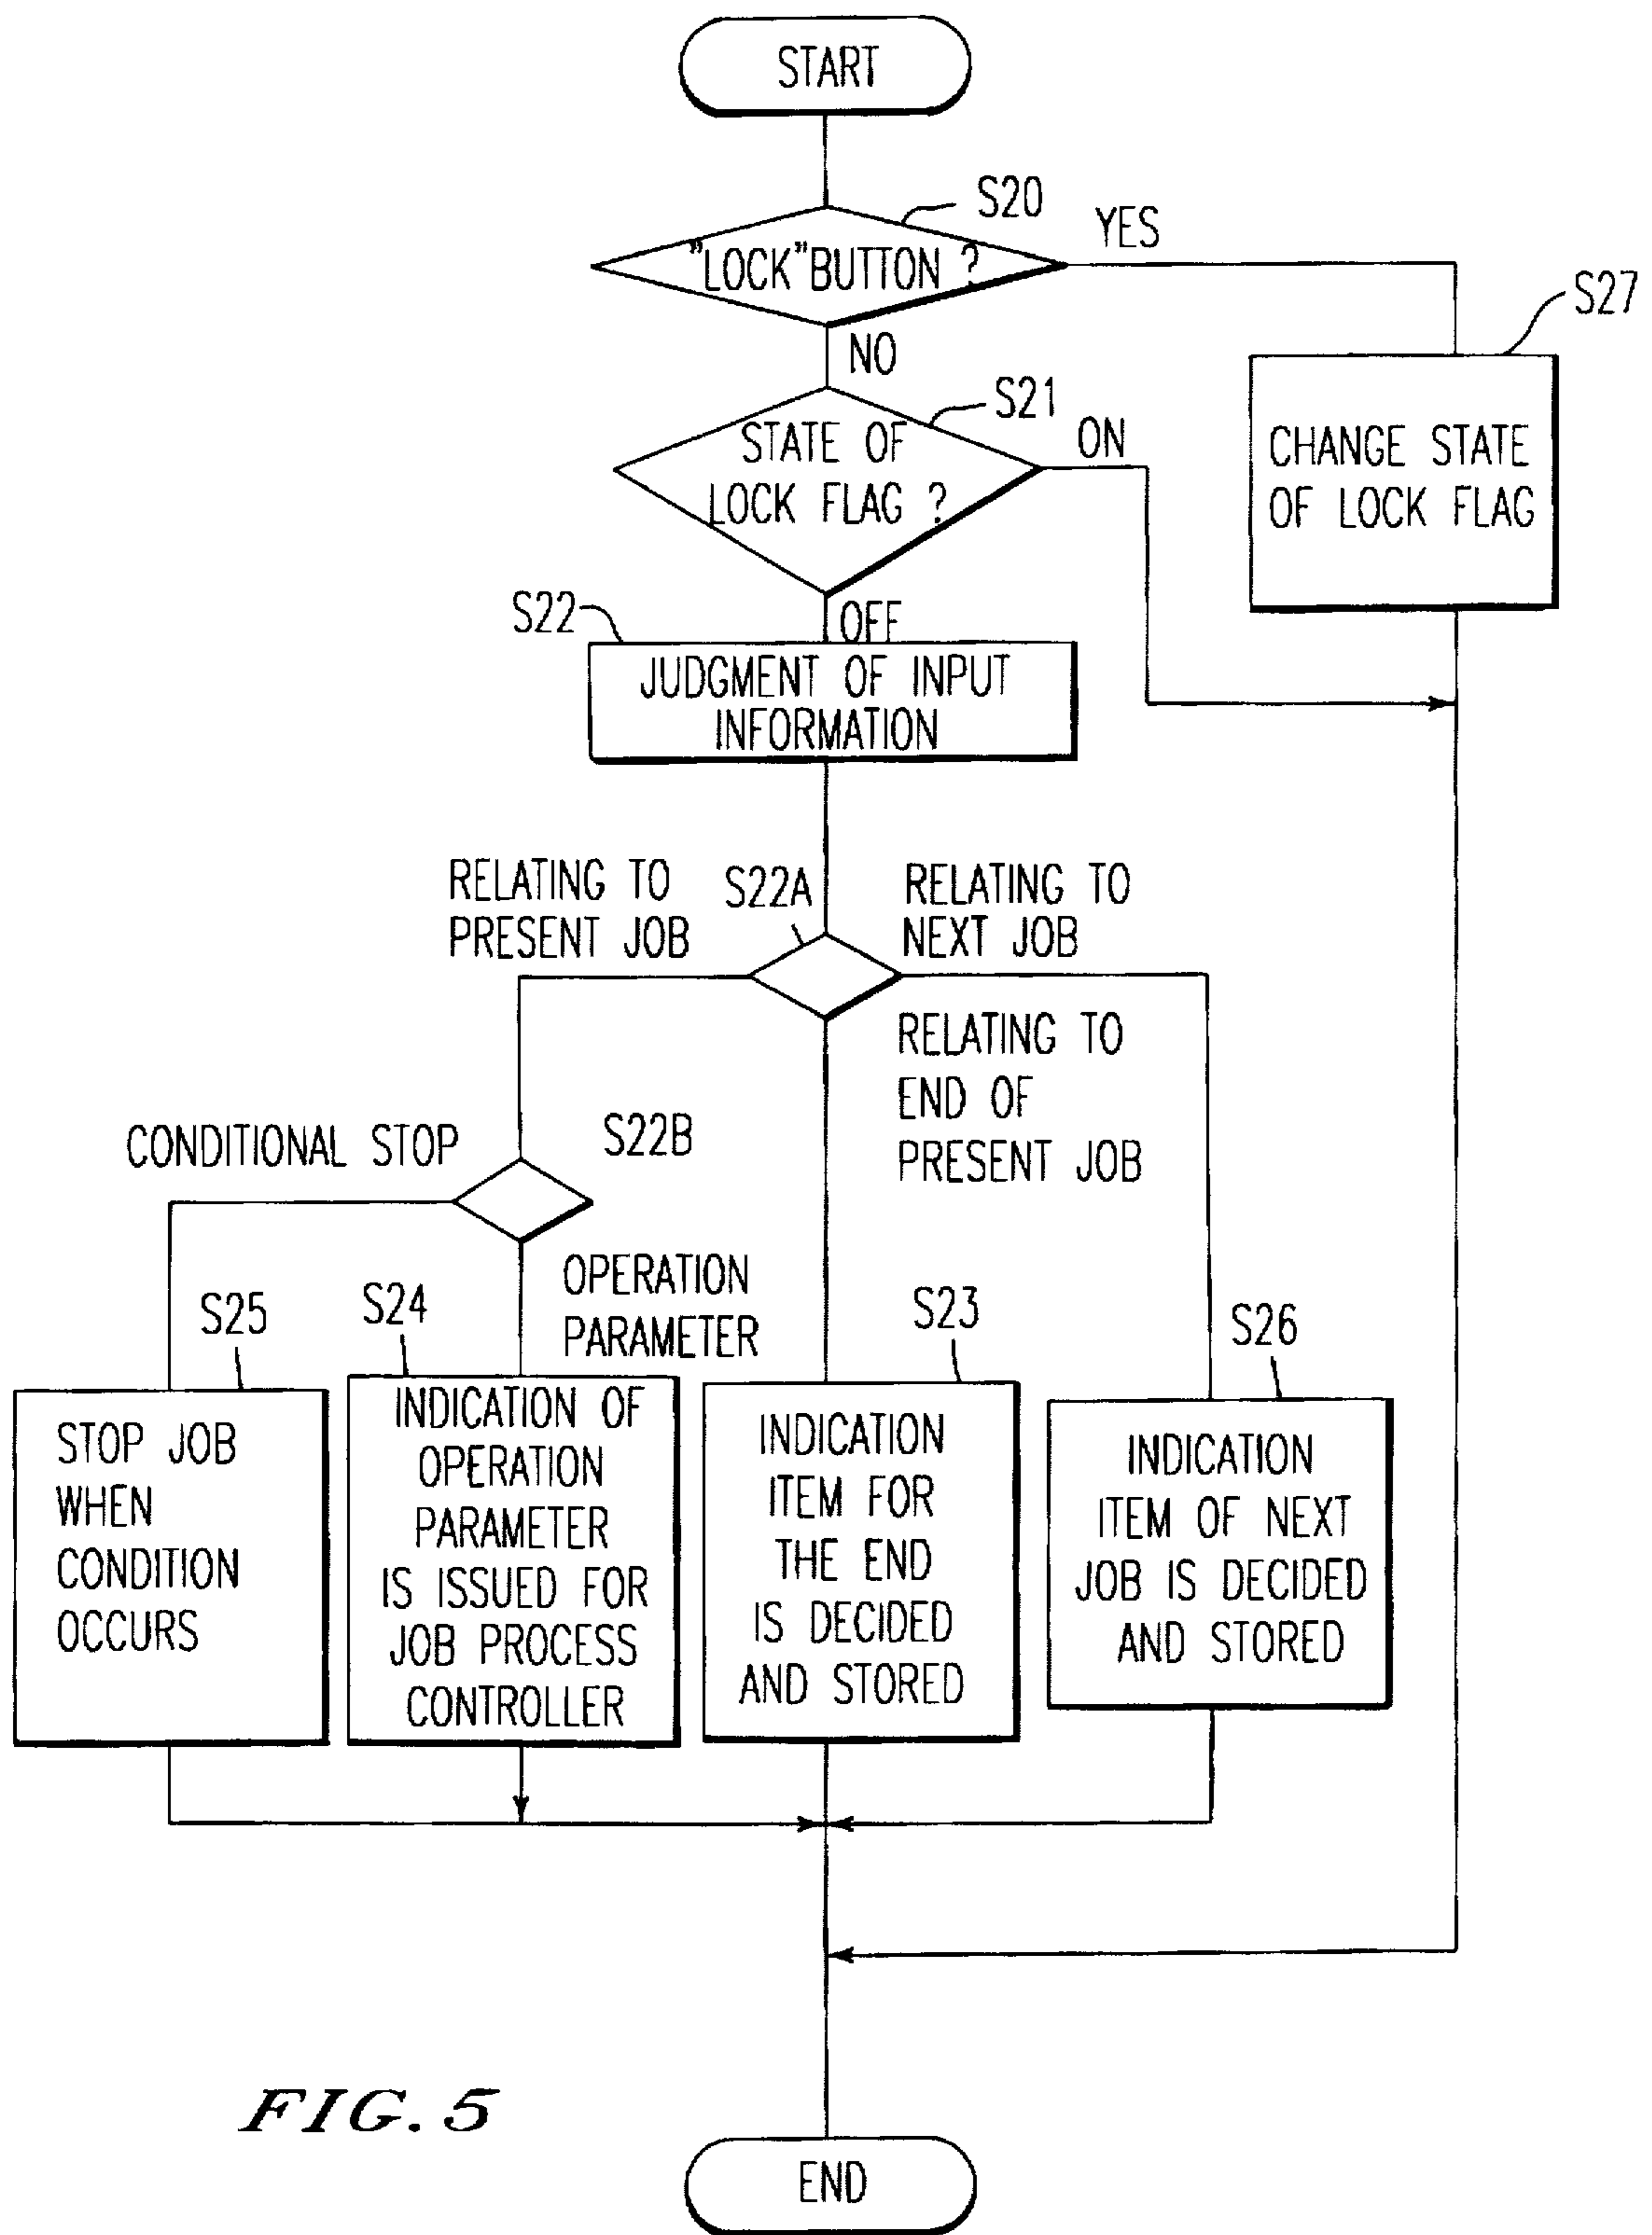 START
S20
YES
"LOCK" BUTTON ?
S27
NO
S21
STATE OF
LOCK FLAG ?
ON
CHANGE STATE
OF LOCK FLAG
S22
OFF
JUDGMENT OF INPUT
INFORMATION
RELATING TO
PRESENT JOB
S22A
RELATING TO
NEXT JOB
RELATING TO
END OF
PRESENT JOB
CONDITIONAL STOP
S22B
OPERATION
PARAMETER
S25
S24
S23
S26
STOP JOB
WHEN
CONDITION
OCCURS
INDICATION OF
OPERATION
PARAMETER
IS ISSUED FOR
JOB PROCESS
CONTROLLER
INDICATION
ITEM FOR
THE END
IS DECIDED
AND STORED
INDICATION
ITEM OF NEXT
JOB IS DECIDED
AND STORED
FIG. 5
END